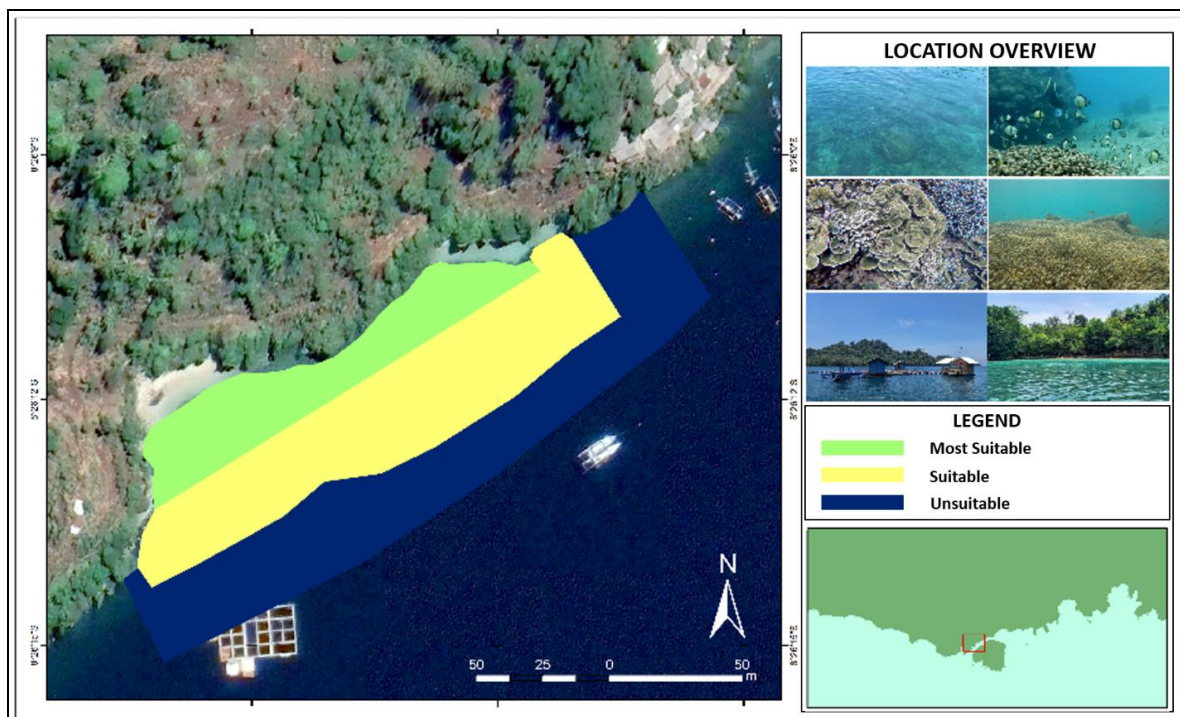 LOCATION OVERVIEW
LEGEND
Most Suitable
Suitable
Unsuitable
N
50 25 0 50
m